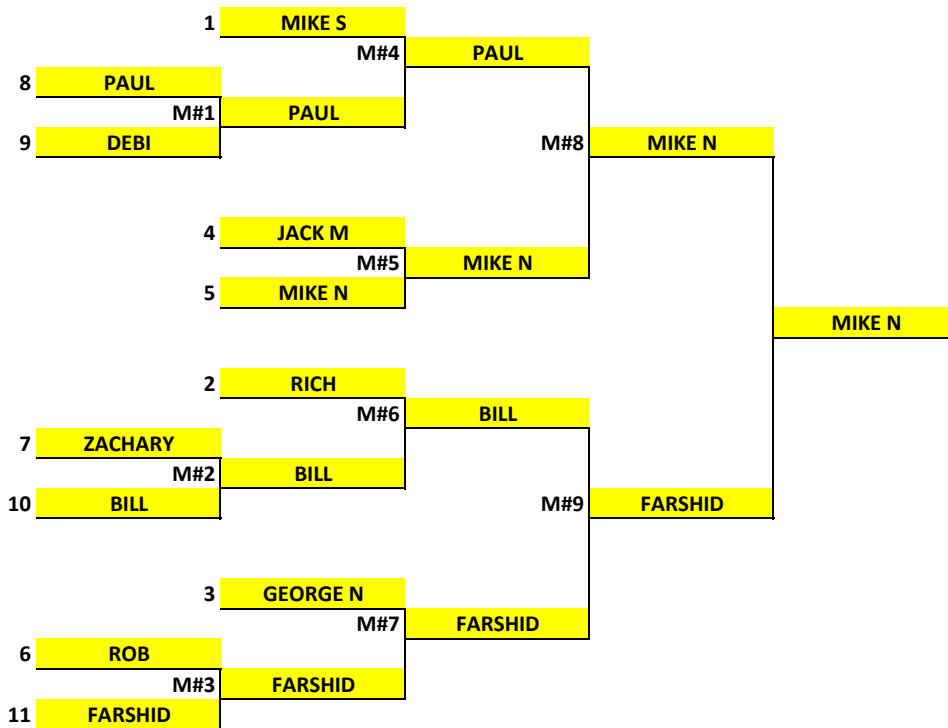 1 MIKE S
M#4 PAUL
8 PAUL
M#1 PAUL
9 DEBI M#8 MIKE N
4 JACK M
M#5 MIKE N
5 MIKE N
MIKE N
2 RICH
M#6 BILL
7 ZACHARY
M#2 BILL
10 BILL M#9 FARSHID
3 GEORGE N
M#7 FARSHID
6 ROB
M#3 FARSHID
11 FARSHID